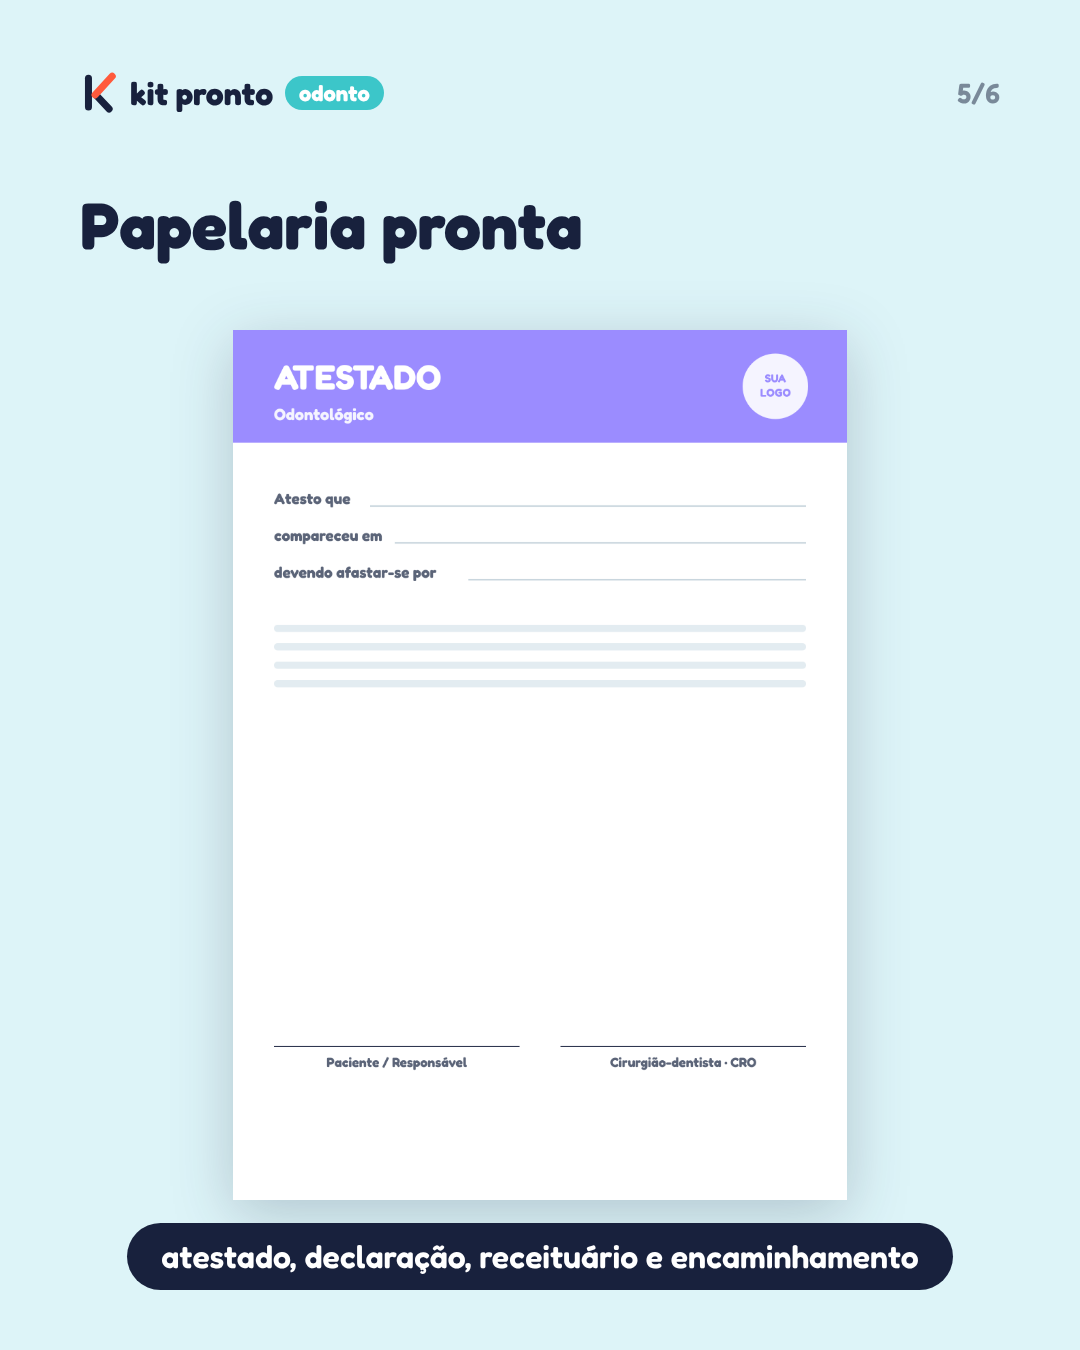 kit pronto odonto
5/6
Papelaria pronta
ATESTADO
Odontológico
SUA
LOGO
Atesto que
compareceu em
devendo afastar-se por
Paciente / Responsável
Cirurgião-dentista · CRO
atestado, declaração, receituário e encaminhamento